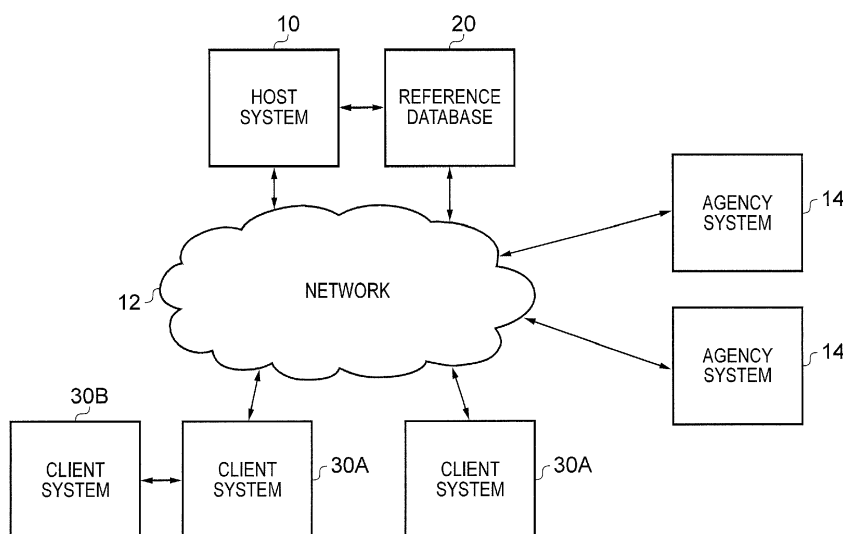 10
20
HOST
SYSTEM
REFERENCE
DATABASE
AGENCY
SYSTEM
14
NETWORK
12
AGENCY
SYSTEM
14
30B
CLIENT
SYSTEM
CLIENT
SYSTEM
30A
CLIENT
SYSTEM
30A